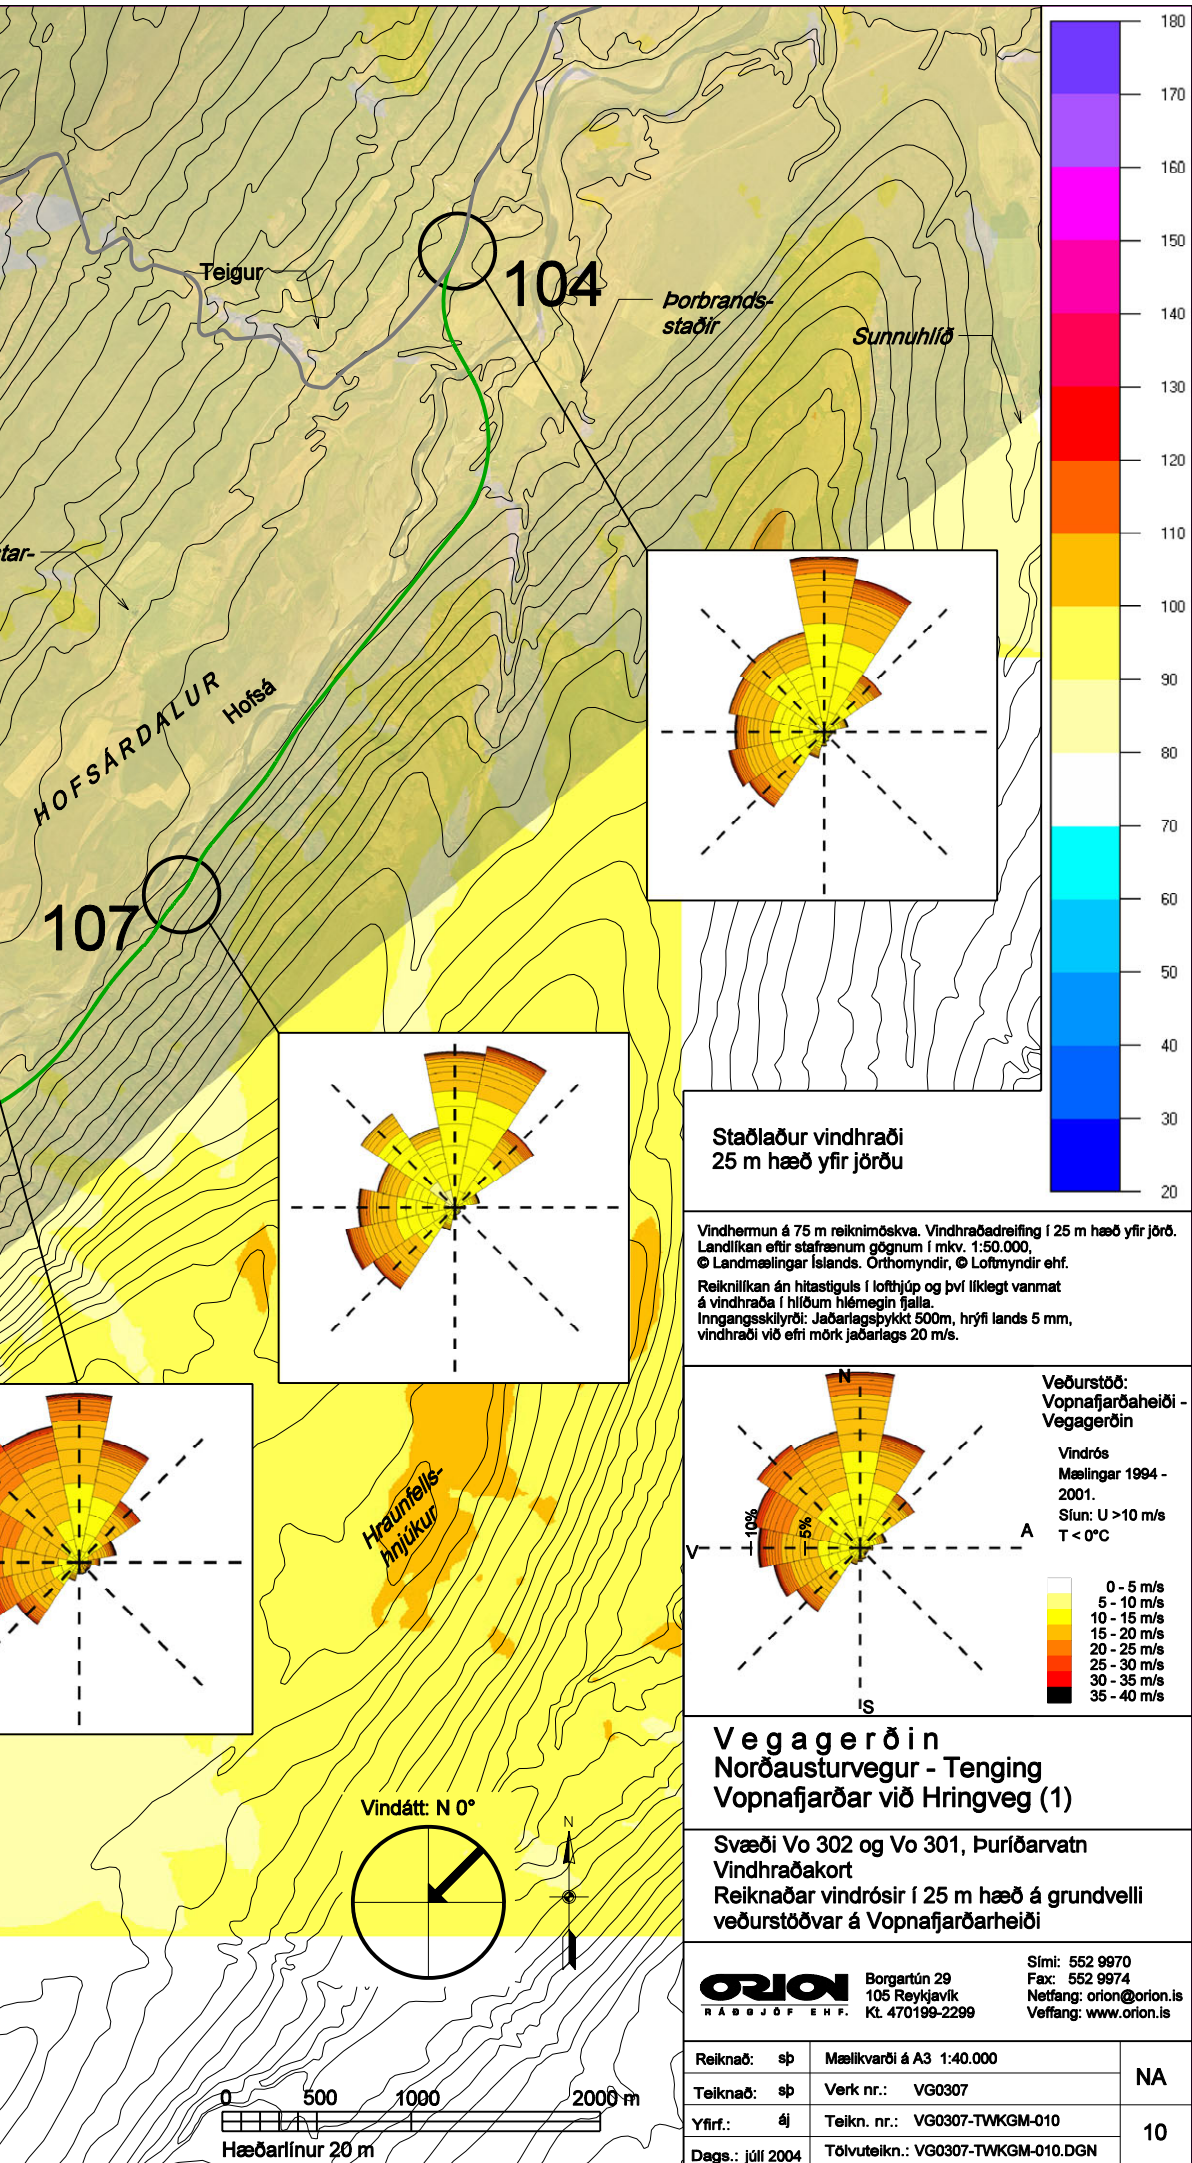 180
170
160
150
140
130
120
110
100
90
80
70
60
50
40
30
20
Teigur
104
Þorbrands-
staðir
Sunnuhlíð
tar-
HOFSÁRDALUR
Hofsá
107
Hraunfells-
hnjúkur
Vindátt: N 0°
N
0 500 1000 2000 m
Hæðarlínur 20 m
Staðlaður vindhraði
25 m hæð yfir jörðu
Vindhermun á 75 m reiknimöskva. Vindhraðadreifing í 25 m hæð yfir jörð.
Landlíkan eftir stafrænum gögnum í mkv. 1:50.000,
© Landmælingar Íslands. Orthomyndir, © Loftmyndir ehf.
Reiknilíkan án hitastiguls í lofthjúp og því líklegt vanmat
á vindhraða í hlíðum hlémegin fjalla.
Inngangsskilyrði: Jaðarlagsþykkt 500m, hrýfi lands 5 mm,
vindhraði við efri mörk jaðarlags 20 m/s.
N
V
A
S
10%
5%
Veðurstöð:
Vopnafjarðaheiði -
Vegagerðin
Vindrós
Mælingar 1994 -
2001.
Síun: U >10 m/s
T < 0°C
0 - 5 m/s
5 - 10 m/s
10 - 15 m/s
15 - 20 m/s
20 - 25 m/s
25 - 30 m/s
30 - 35 m/s
35 - 40 m/s
Vegagerðin
Norðausturvegur - Tenging
Vopnafjarðar við Hringveg (1)
Svæði Vo 302 og Vo 301, Þuríðarvatn
Vindhraðakort
Reiknaðar vindrósir í 25 m hæð á grundvelli
veðurstöðvar á Vopnafjarðarheiði
ORION
RÁÐGJÖF EHF.
Borgartún 29
105 Reykjavík
Kt. 470199-2299
Sími: 552 9970
Fax: 552 9974
Netfang: orion@orion.is
Veffang: www.orion.is
Reiknað: sþ
Mælikvarði á A3 1:40.000
NA
Teiknað: sþ
Verk nr.: VG0307
Yfirf.: áj
Teikn. nr.: VG0307-TWKGM-010
10
Dags.: júlí 2004
Tölvuteikn.: VG0307-TWKGM-010.DGN